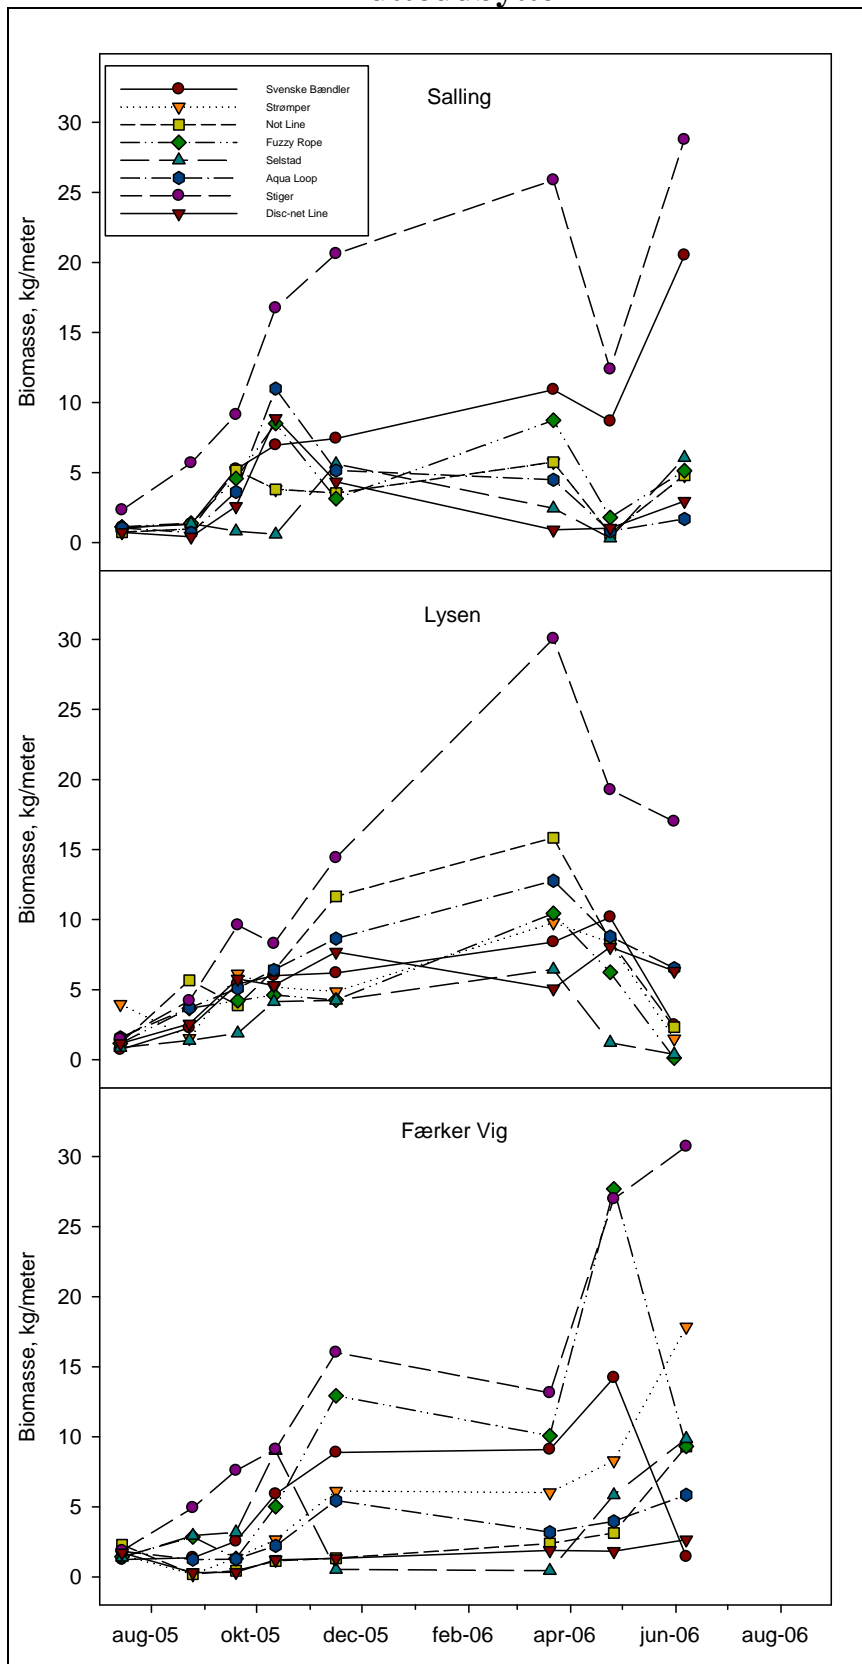 Salling
Svenske Bændler
Strømper
Not Line
Fuzzy Rope
Selstad
Aqua Loop
Stiger
Disc-net Line
Biomasse, kg/meter
30
25
20
15
10
5
0
Lysen
Biomasse, kg/meter
30
25
20
15
10
5
0
Færker Vig
Biomasse, kg/meter
30
25
20
15
10
5
0
aug-05 okt-05 dec-05 feb-06 apr-06 jun-06 aug-06